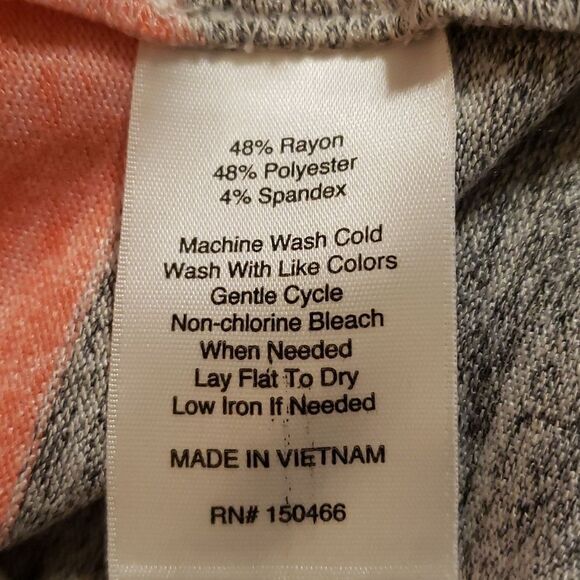 48% Rayon
48% Polyester
4% Spandex
Machine Wash Cold
Wash With Like Colors
Gentle Cycle
Non-chlorine Bleach
When Needed
Lay Flat To Dry
Low Iron If Needed
MADE IN VIETNAM
RN# 150466